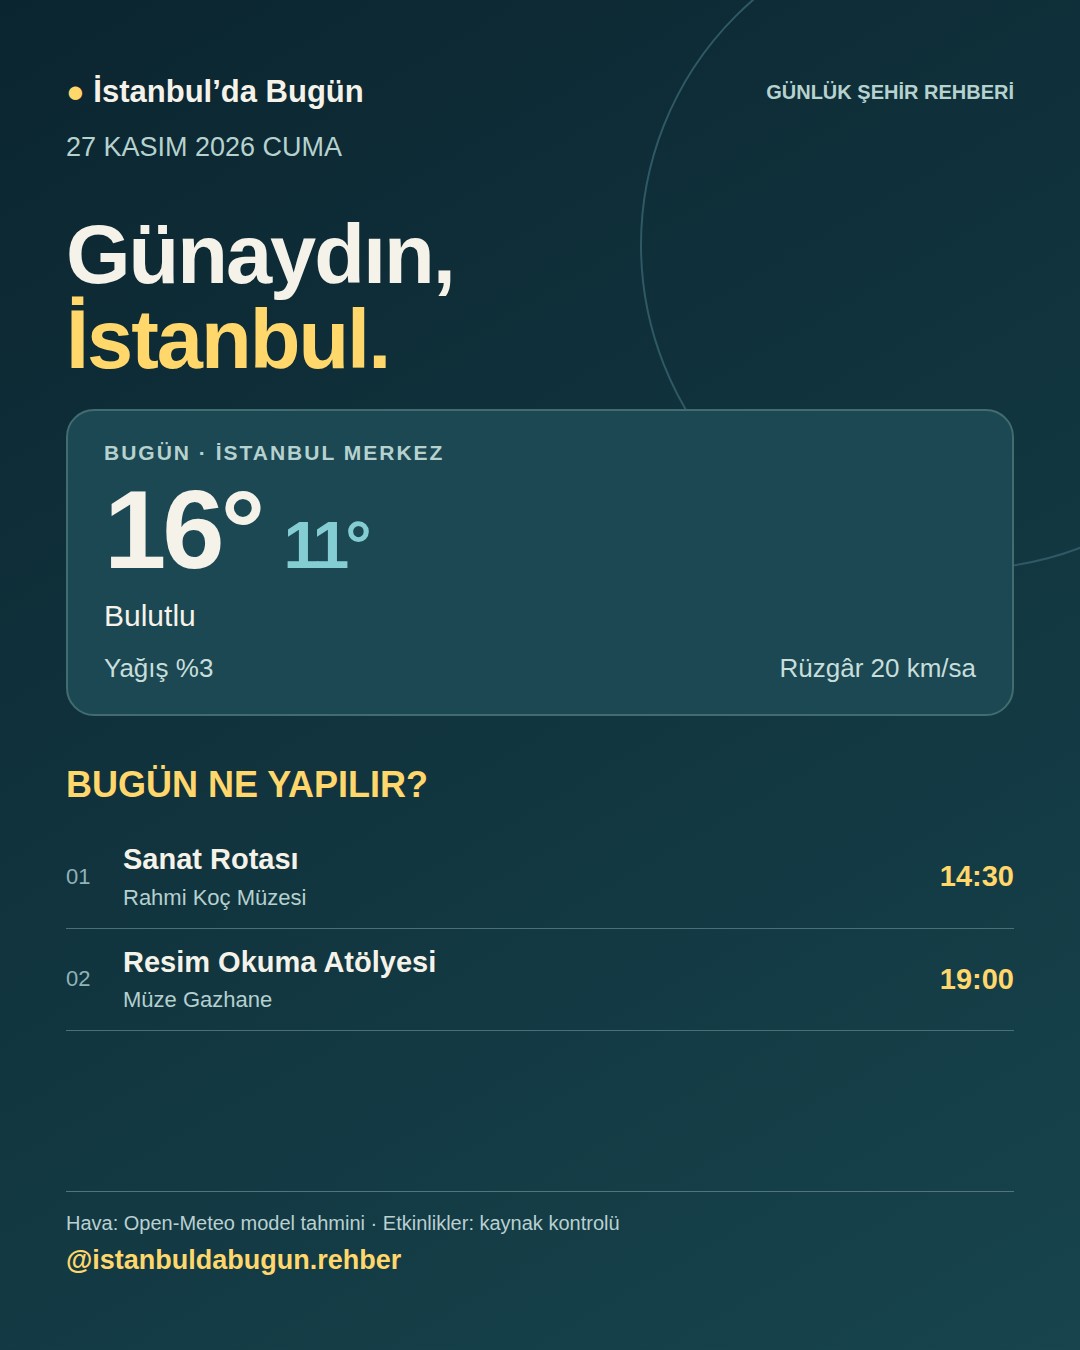 ● İstanbul’da Bugün
GÜNLÜK ŞEHİR REHBERİ
27 KASIM 2026 CUMA
Günaydın,
İstanbul.
BUGÜN · İSTANBUL MERKEZ
16° 11°
Bulutlu
Yağış %3
Rüzgâr 20 km/sa
BUGÜN NE YAPILIR?
01
Sanat Rotası
Rahmi Koç Müzesi
14:30
02
Resim Okuma Atölyesi
Müze Gazhane
19:00
Hava: Open-Meteo model tahmini · Etkinlikler: kaynak kontrolü
@istanbuldabugun.rehber